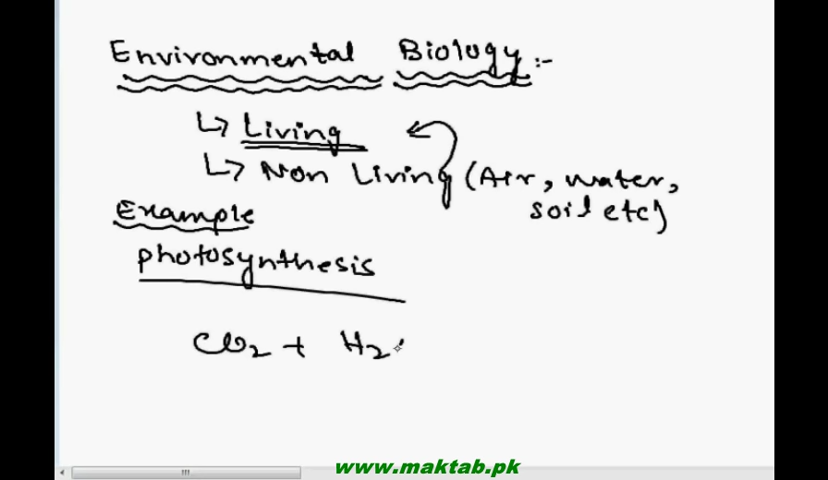 Environmental Biology :-
↳ Living
↳ Non Living (Air, water,
soil etc)
Example
photosynthesis
CO2 + H2
www.maktab.pk